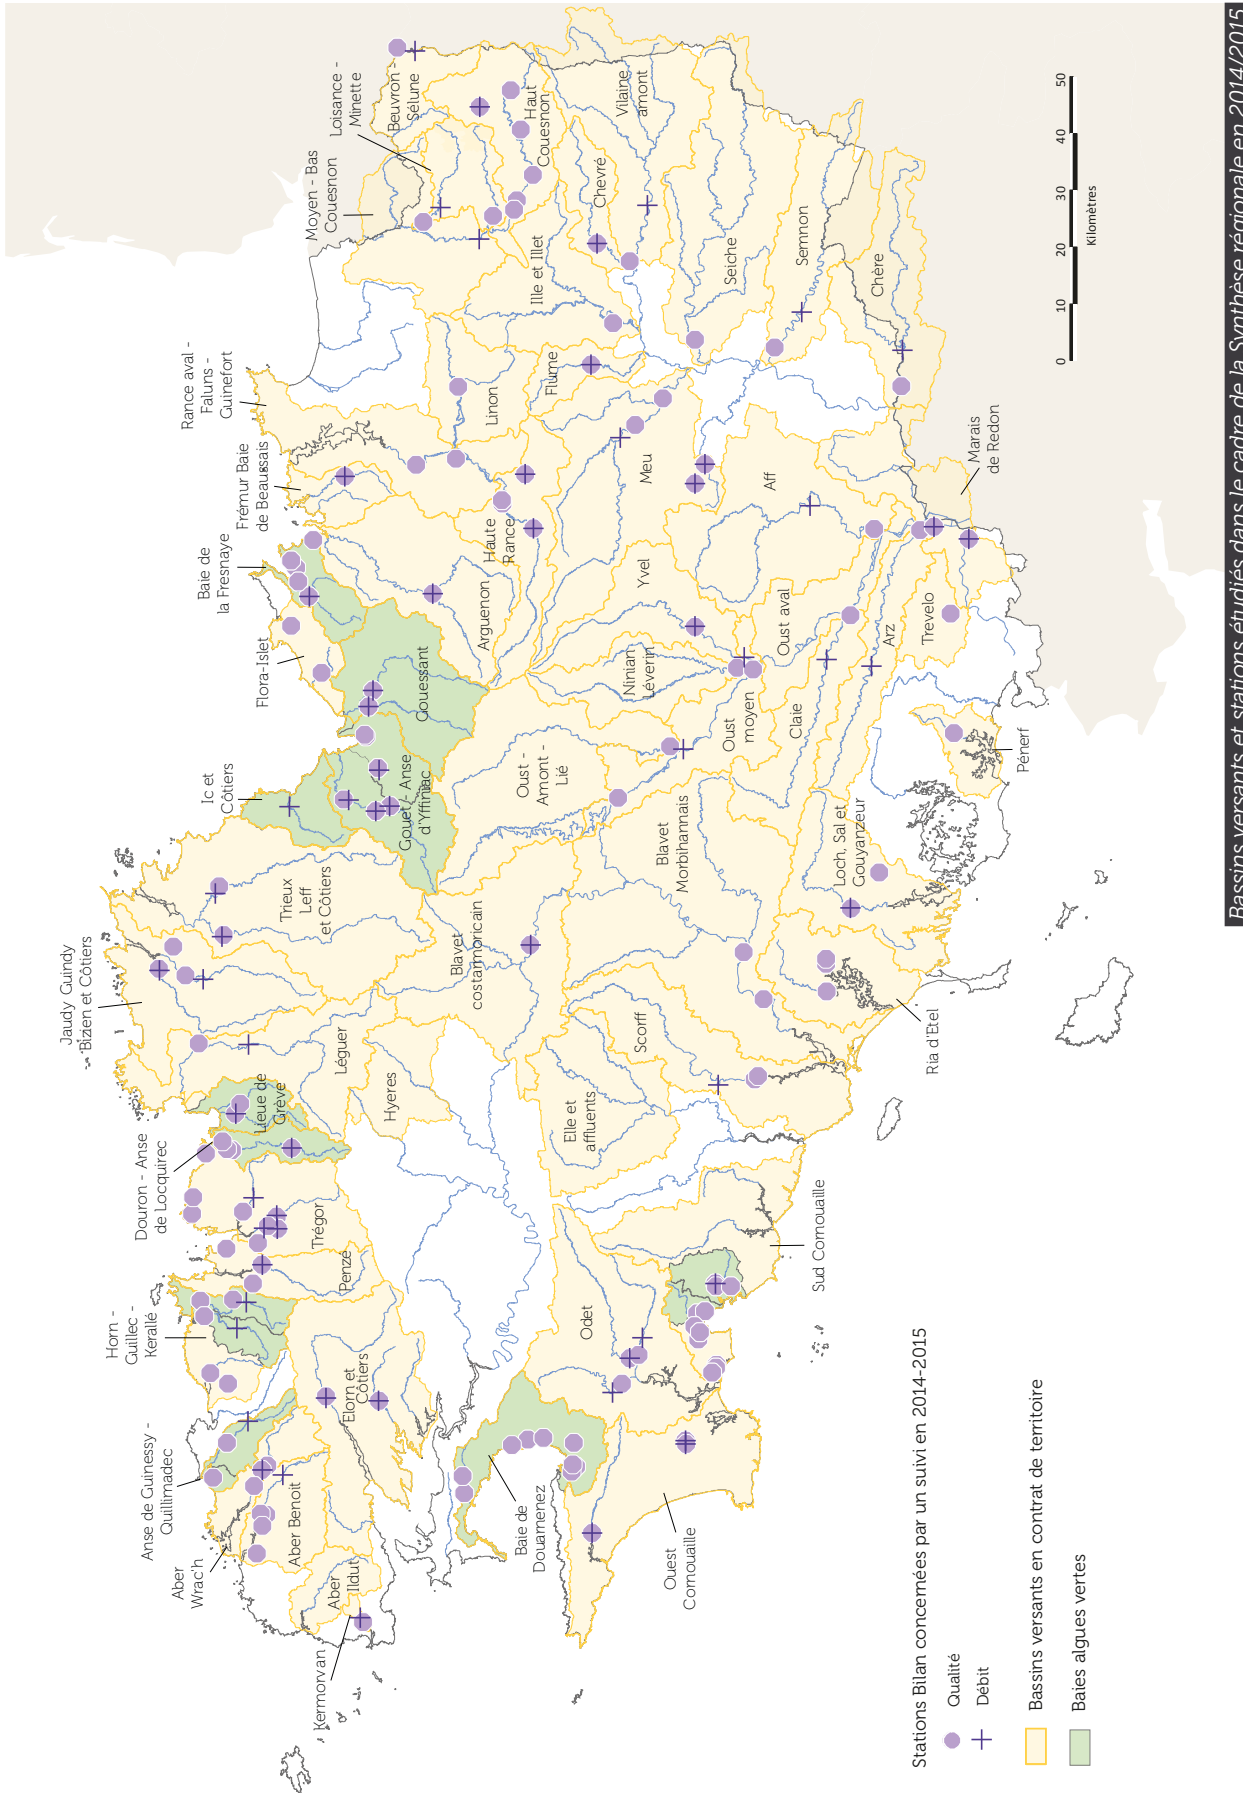 Bassins versants et stations étudiés dans le cadre de la Synthèse régionale en 2014/2015
Kermorvan
Aber
Ildut
Aber
Wrac'h
Aber Benoit
Anse de Guinessy -
Quillimadec
Horn -
Guillec -
Kerallé
Elorn et
Côtiers
Penzé
Trégor
Douron - Anse
de Locquirec
Lieue de
Grève
Léguer
Hyeres
Jaudy Guindy
Bizien et Côtiers
Trieux
Leff
et Côtiers
Ic et
Côtiers
Gouet - Anse
d'Yffiniac
Gouessant
Flora-Islet
Baie de
la Fresnaye
Frémur Baie
de Beaussais
Arguenon
Rance aval -
Faluns -
Guinefort
Haute
Rance
Linon
Moyen - Bas
Couesnon
Loisance -
Minette
Beuvron -
Sélune
Haut
Couesnon
Ille et Illet
Flume
Chevré
Vilaine
amont
Seiche
Semnon
Chère
Meu
Aff
Marais
de Redon
Yvel
Ninian
Léverin
Oust aval
Oust
moyen
Claie
Arz
Trevelo
Pénerf
Oust -
Amont -
Lié
Blavet
costarmoricain
Blavet
Morbihannais
Loch, Sal et
Gouyanzeur
Ria d'Etel
Scorff
Elle et
affluents
Sud Cornouaille
Odet
Baie de
Douarnenez
Ouest
Cornouaille
0 10 20 30 40 50
Kilomètres
Stations Bilan concernées par un suivi en 2014-2015
Qualité
Débit
Bassins versants en contrat de territoire
Baies algues vertes